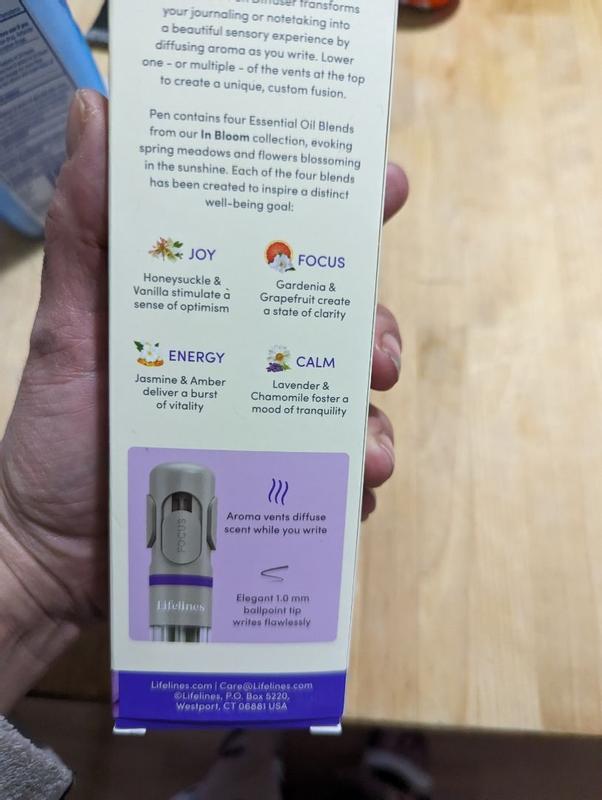 Diffuser transforms
your journaling or notetaking into
a beautiful sensory experience by
diffusing aroma as you write. Lower
one - or multiple - of the vents at the top
to create a unique, custom fusion.
Pen contains four Essential Oil Blends
from our In Bloom collection, evoking
spring meadows and flowers blossoming
in the sunshine. Each of the four blends
has been created to inspire a distinct
well-being goal:
JOY
Honeysuckle &
Vanilla stimulate à
sense of optimism
FOCUS
Gardenia &
Grapefruit create
a state of clarity
ENERGY
Jasmine & Amber
deliver a burst
of vitality
CALM
Lavender &
Chamomile foster a
mood of tranquility
FOCUS
Lifelines
Aroma vents diffuse
scent while you write
Elegant 1.0 mm
ballpoint tip
writes flawlessly
Lifelines.com | Care@Lifelines.com
©Lifelines, P.O. Box 5220,
Westport, CT 06881 USA